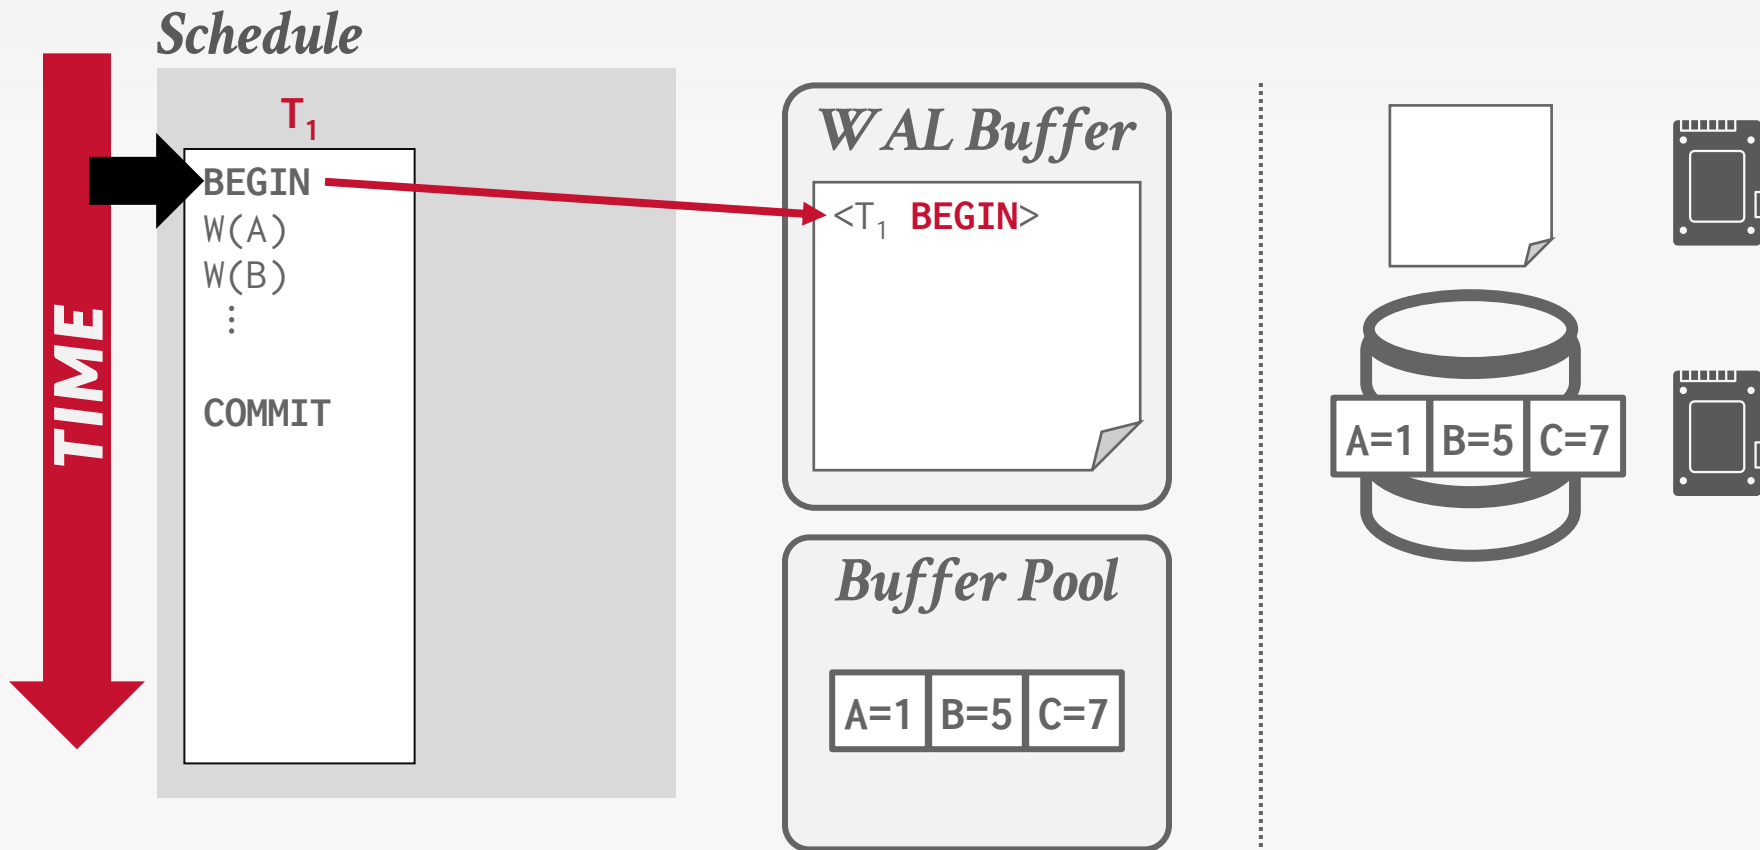 Schedule
TIME
T1
BEGIN
W(A)
W(B)
⋮
COMMIT
WAL Buffer
<T1 BEGIN>
Buffer Pool
A=1 B=5 C=7
A=1 B=5 C=7